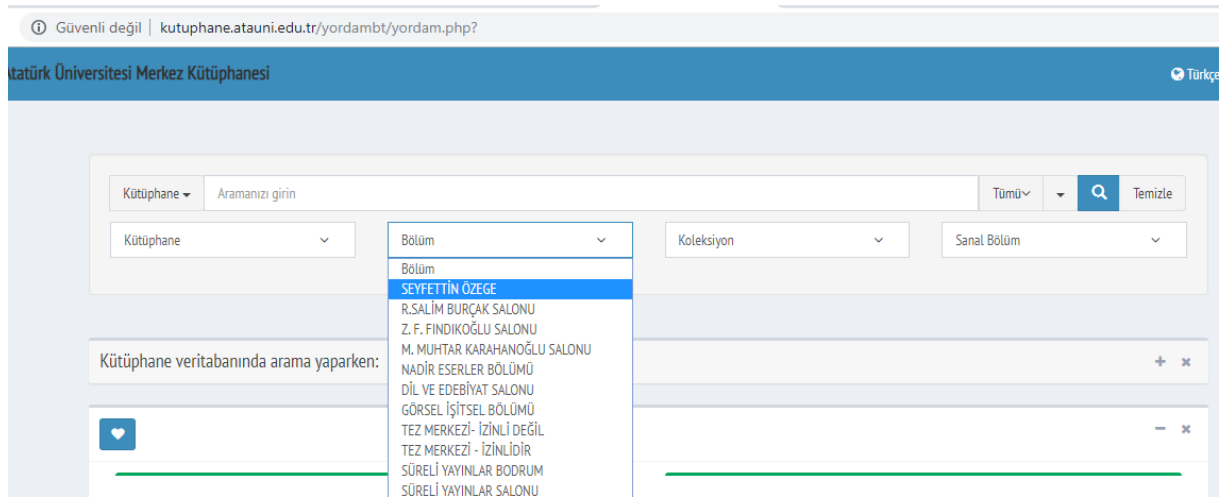 Güvenli değil | kutuphane.atauni.edu.tr/yordambt/yordam.php?
Atatürk Üniversitesi Merkez Kütüphanesi
Türkçe
Kütüphane Aramanızı girin Tümü Temizle
Kütüphane Bölüm Koleksiyon Sanal Bölüm
Bölüm
SEYFETTİN ÖZEGE
R.SALİM BURÇAK SALONU
Z. F. FINDIKOĞLU SALONU
M. MUHTAR KARAHANOĞLU SALONU
NADİR ESERLER BÖLÜMÜ
DİL VE EDEBİYAT SALONU
GÖRSEL İŞİTSEL BÖLÜMÜ
TEZ MERKEZİ- İZİNLİ DEĞİL
TEZ MERKEZİ - İZİNLİDİR
SÜRELİ YAYINLAR BODRUM
SÜRELİ YAYINLAR SALONU
Kütüphane veritabanında arama yaparken: